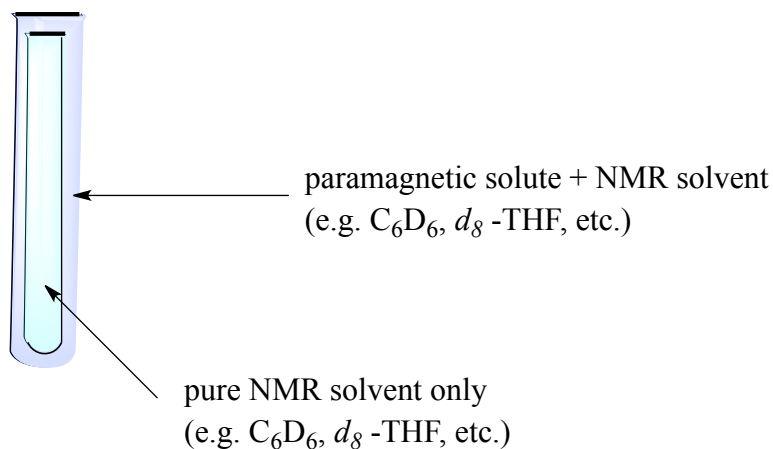 paramagnetic solute + NMR solvent
(e.g. C₆D₆, d₈ -THF, etc.)
pure NMR solvent only
(e.g. C₆D₆, d₈ -THF, etc.)